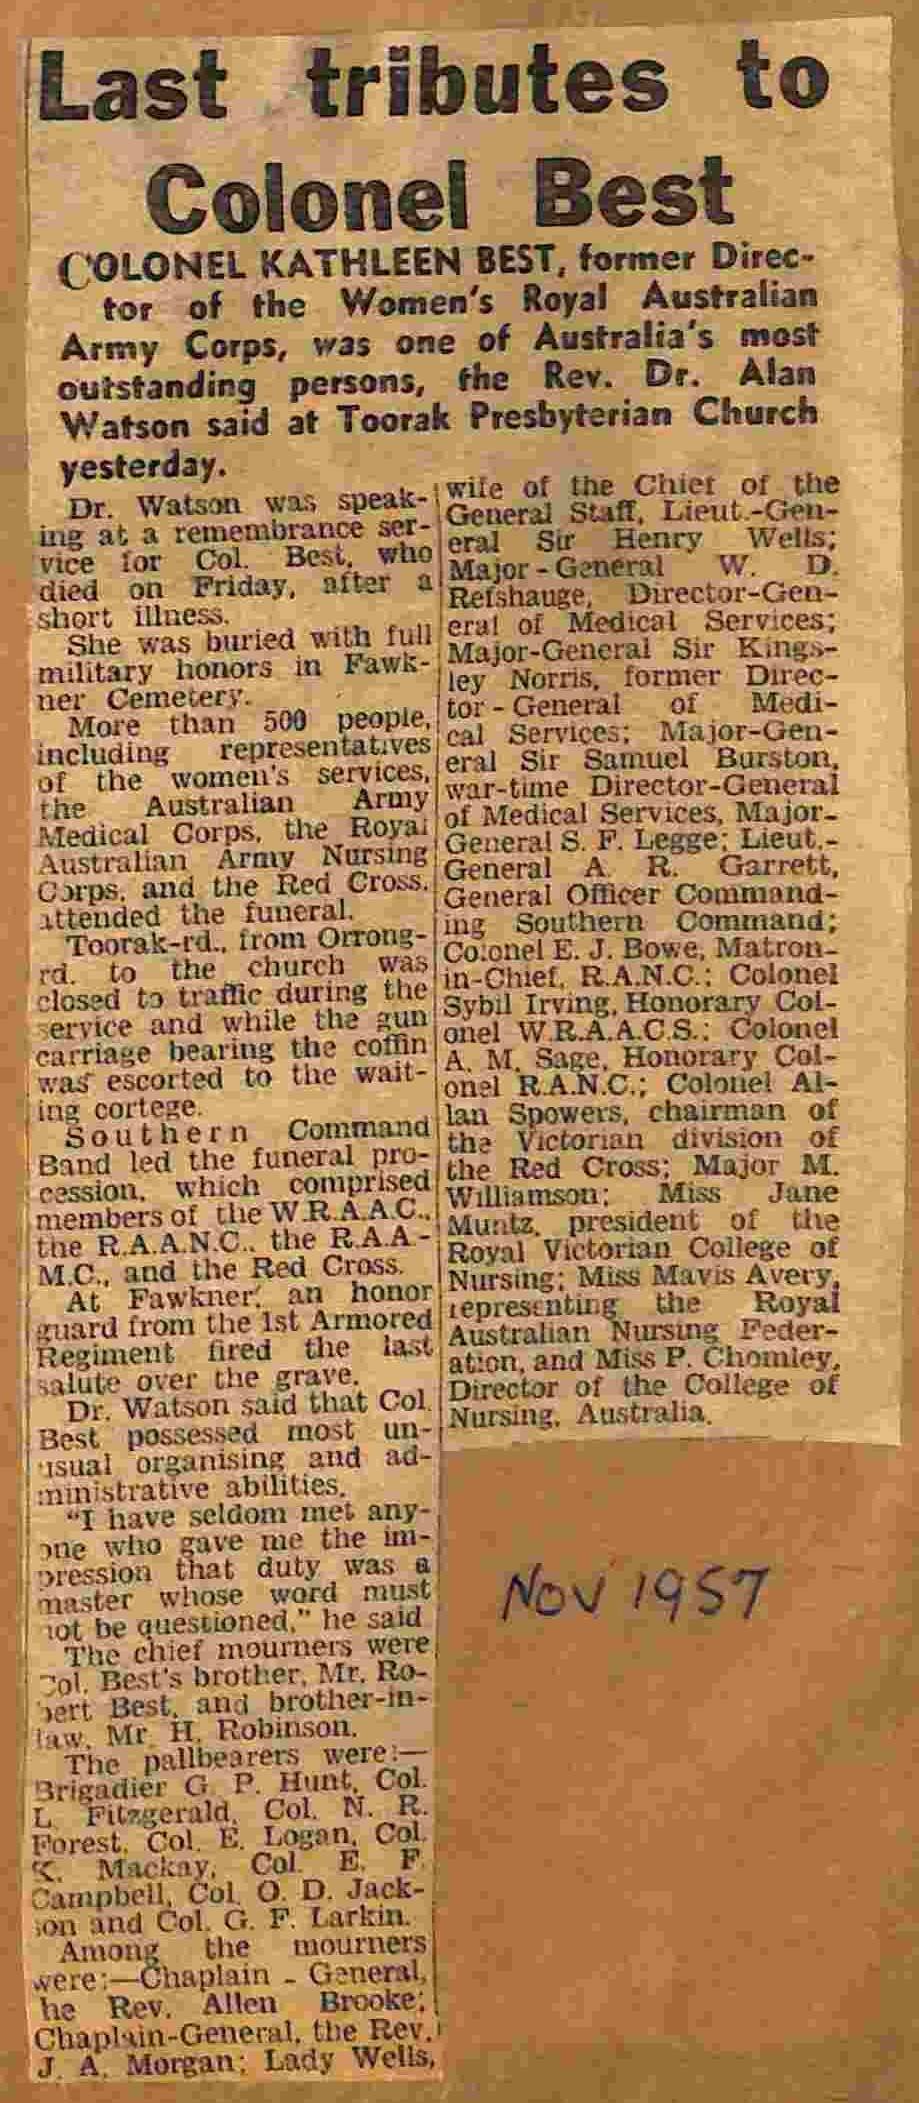 Last tributes to
Colonel Best
COLONEL KATHLEEN BEST, former Direc-
tor of the Women's Royal Australian
Army Corps, was one of Australia's most
outstanding persons, the Rev. Dr. Alan
Watson said at Toorak Presbyterian Church
yesterday.
Dr. Watson was speak-
ing at a remembrance ser-
vice for Col. Best, who
died on Friday, after a
short illness.
She was buried with full
military honors in Fawk-
ner Cemetery.
More than 500 people,
including representatives
of the women's services,
the Australian Army
Medical Corps, the Royal
Australian Army Nursing
Corps, and the Red Cross,
attended the funeral.
Toorak-rd., from Orrong-
rd. to the church was
closed to traffic during the
service and while the gun
carriage bearing the coffin
was escorted to the wait-
ing cortege.
Southern Command
Band led the funeral pro-
cession, which comprised
members of the W.R.A.A.C.,
the R.A.A.N.C., the R.A.A-
M.C., and the Red Cross.
At Fawkner, an honor
guard from the 1st Armored
Regiment fired the last
salute over the grave.
Dr. Watson said that Col.
Best possessed most un-
usual organising and ad-
ministrative abilities.
"I have seldom met any-
one who gave me the im-
pression that duty was a
master whose word must
not be questioned," he said
The chief mourners were
Col. Best's brother, Mr. Ro-
bert Best, and brother-in-
law, Mr. H. Robinson.
The pallbearers were:—
Brigadier G. P. Hunt, Col.
L. Fitzgerald, Col. N. R.
Forest, Col. E. Logan, Col.
K. Mackay, Col. E. F.
Campbell, Col. O. D. Jack-
son and Col. G. F. Larkin.
Among the mourners
were:—Chaplain - General,
the Rev. Allen Brooke;
Chaplain-General, the Rev.
J. A. Morgan; Lady Wells,
wife of the Chief of the
General Staff, Lieut.-Gen-
eral Sir Henry Wells;
Major-General W. D.
Refshauge, Director-Gen-
eral of Medical Services;
Major-General Sir Kings-
ley Norris, former Direc-
tor-General of Medi-
cal Services; Major-Gen-
eral Sir Samuel Burston,
war-time Director-General
of Medical Services, Major-
General S. F. Legge; Lieut.-
General A. R. Garrett,
General Officer Command-
ing Southern Command;
Colonel E. J. Bowe, Matron-
in-Chief, R.A.N.C.; Colonel
Sybil Irving, Honorary Col-
onel W.R.A.A.C.S.; Colonel
A. M. Sage, Honorary Col-
onel R.A.N.C.; Colonel Al-
lan Spowers, chairman of
the Victorian division of
the Red Cross; Major M.
Williamson; Miss Jane
Muntz, president of the
Royal Victorian College of
Nursing; Miss Mavis Avery,
representing the Royal
Australian Nursing Feder-
ation, and Miss P. Chomley,
Director of the College of
Nursing, Australia.
NOV 1957